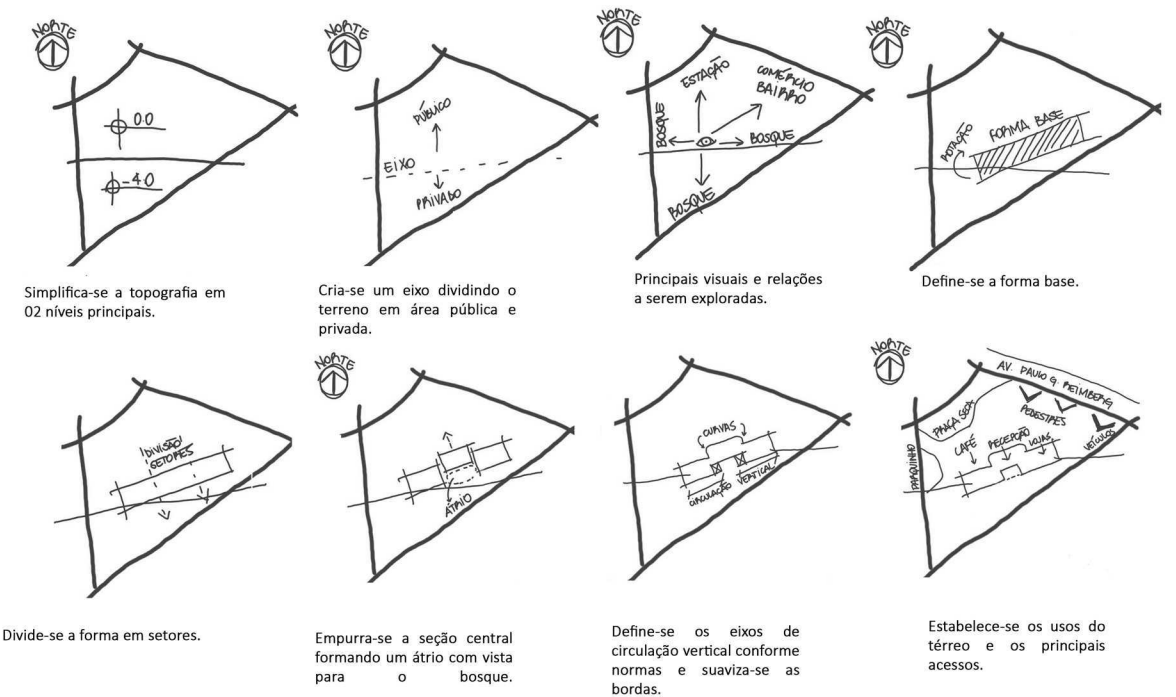 NORTE
0.0
-4.0
Simplifica-se a topografia em
02 níveis principais.
NORTE
PÚBLICO
EIXO
PRIVADO
Cria-se um eixo dividindo o
terreno em área pública e
privada.
NORTE
ESTAÇÃO
COMÉRCIO
BAIRRO
BOSQUE
BOSQUE
BOSQUE
Principais visuais e relações
a serem exploradas.
NORTE
ROTAÇÃO
FORMA BASE
Define-se a forma base.
DIVISÃO
SETORES
Divide-se a forma em setores.
NORTE
ÁTRIO
Empurra-se a seção central
formando um átrio com vista
para o bosque.
CURVAS
CIRCULAÇÃO VERTICAL
Define-se os eixos de
circulação vertical conforme
normas e suaviza-se as
bordas.
NORTE
AV. PAULO G. REIMBERG
PRAÇA SECA
PEDESTRES
VEÍCULOS
CAFÉ
RECEPÇÃO
LOJAS
PARQUINHO
Estabelece-se os usos do
térreo e os principais
acessos.